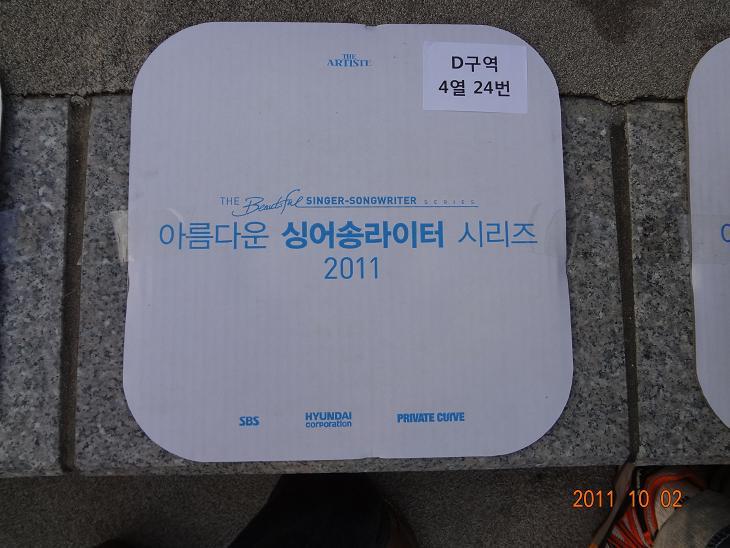 THE
ARTISTE
D구역
4열 24번
THE Beautiful SINGER-SONGWRITER SERIES
아름다운 싱어송라이터 시리즈
2011
SBS
HYUNDAI
corporation
PRIVATE CURVE
2011 10 02